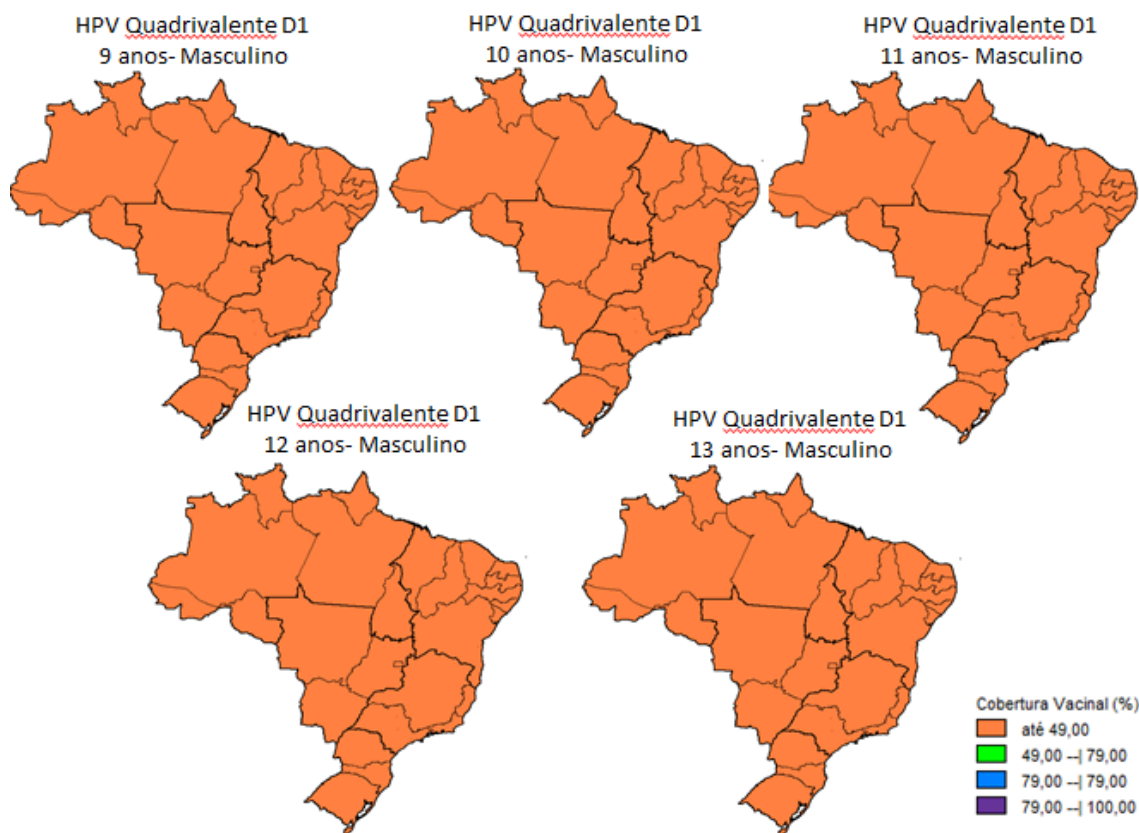 HPV Quadrivalente D1
9 anos- Masculino
HPV Quadrivalente D1
10 anos- Masculino
HPV Quadrivalente D1
11 anos- Masculino
HPV Quadrivalente D1
12 anos- Masculino
HPV Quadrivalente D1
13 anos- Masculino
Cobertura Vacinal (%)
até 49,00
49,00 --| 79,00
79,00 --| 79,00
79,00 --| 100,00